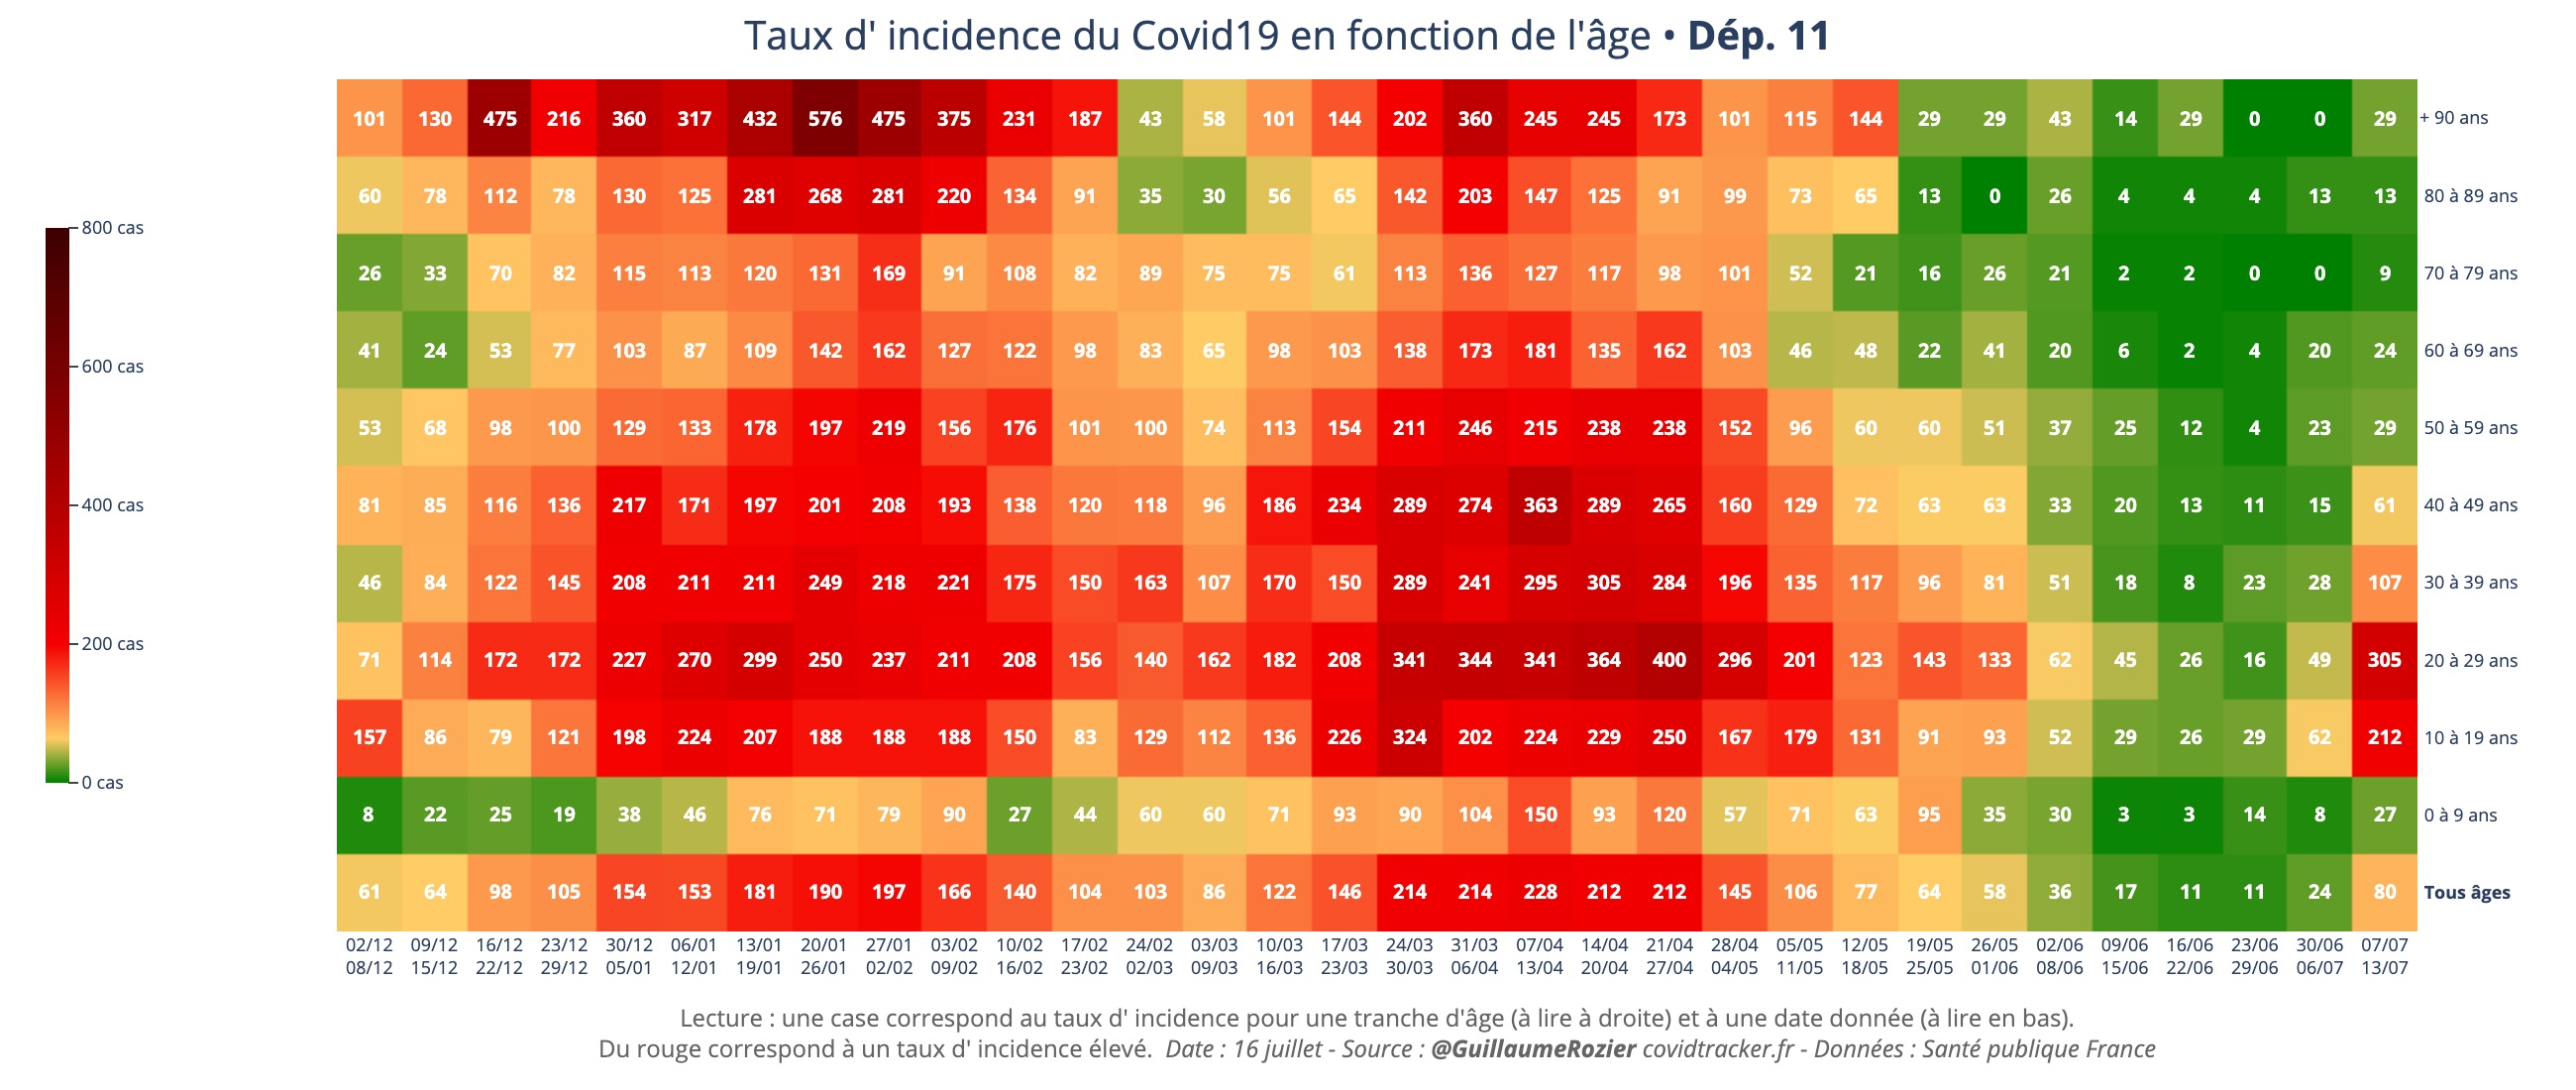 Taux d' incidence du Covid19 en fonction de l'âge • Dép. 11
800 cas
600 cas
400 cas
200 cas
0 cas
101 130 475 216 360 317 432 576 475 375 231 187 43 58 101 144 202 360 245 245 173 101 115 144 29 29 43 14 29 0 0 29 + 90 ans
60 78 112 78 130 125 281 268 281 220 134 91 35 30 56 65 142 203 147 125 91 99 73 65 13 0 26 4 4 4 13 13 80 à 89 ans
26 33 70 82 115 113 120 131 169 91 108 82 89 75 75 61 113 136 127 117 98 101 52 21 16 26 21 2 2 0 0 9 70 à 79 ans
41 24 53 77 103 87 109 142 162 127 122 98 83 65 98 103 138 173 181 135 162 103 46 48 22 41 20 6 2 4 20 24 60 à 69 ans
53 68 98 100 129 133 178 197 219 156 176 101 100 74 113 154 211 246 215 238 238 152 96 60 60 51 37 25 12 4 23 29 50 à 59 ans
81 85 116 136 217 171 197 201 208 193 138 120 118 96 186 234 289 274 363 289 265 160 129 72 63 63 33 20 13 11 15 61 40 à 49 ans
46 84 122 145 208 211 211 249 218 221 175 150 163 107 170 150 289 241 295 305 284 196 135 117 96 81 51 18 8 23 28 107 30 à 39 ans
71 114 172 172 227 270 299 250 237 211 208 156 140 162 182 208 341 344 341 364 400 296 201 123 143 133 62 45 26 16 49 305 20 à 29 ans
157 86 79 121 198 224 207 188 188 188 150 83 129 112 136 226 324 202 224 229 250 167 179 131 91 93 52 29 26 29 62 212 10 à 19 ans
8 22 25 19 38 46 76 71 79 90 27 44 60 60 71 93 90 104 150 93 120 57 71 63 95 35 30 3 3 14 8 27 0 à 9 ans
61 64 98 105 154 153 181 190 197 166 140 104 103 86 122 146 214 214 228 212 212 145 106 77 64 58 36 17 11 11 24 80 Tous âges
02/12 09/12 16/12 23/12 30/12 06/01 13/01 20/01 27/01 03/02 10/02 17/02 24/02 03/03 10/03 17/03 24/03 31/03 07/04 14/04 21/04 28/04 05/05 12/05 19/05 26/05 02/06 09/06 16/06 23/06 30/06 07/07
08/12 15/12 22/12 29/12 05/01 12/01 19/01 26/01 02/02 09/02 16/02 23/02 02/03 09/03 16/03 23/03 30/03 06/04 13/04 20/04 27/04 04/05 11/05 18/05 25/05 01/06 08/06 15/06 22/06 29/06 06/07 13/07
Lecture : une case correspond au taux d' incidence pour une tranche d'âge (à lire à droite) et à une date donnée (à lire en bas).
Du rouge correspond à un taux d' incidence élevé. Date : 16 juillet - Source : @GuillaumeRozier covidtracker.fr - Données : Santé publique France